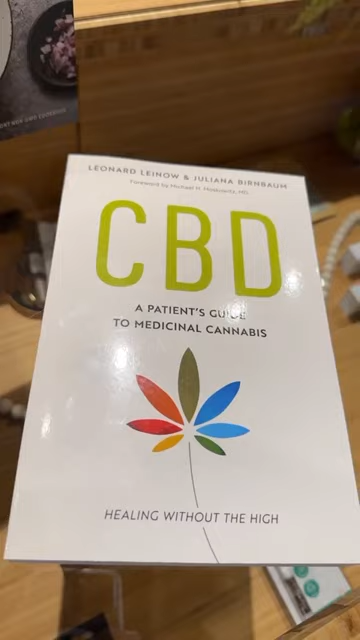 LEONARD LEINOW & JULIANA BIRNBAUM
Foreword by Michael H. Moskowitz, MD
CBD
A PATIENT'S GUIDE
TO MEDICINAL CANNABIS
HEALING WITHOUT THE HIGH